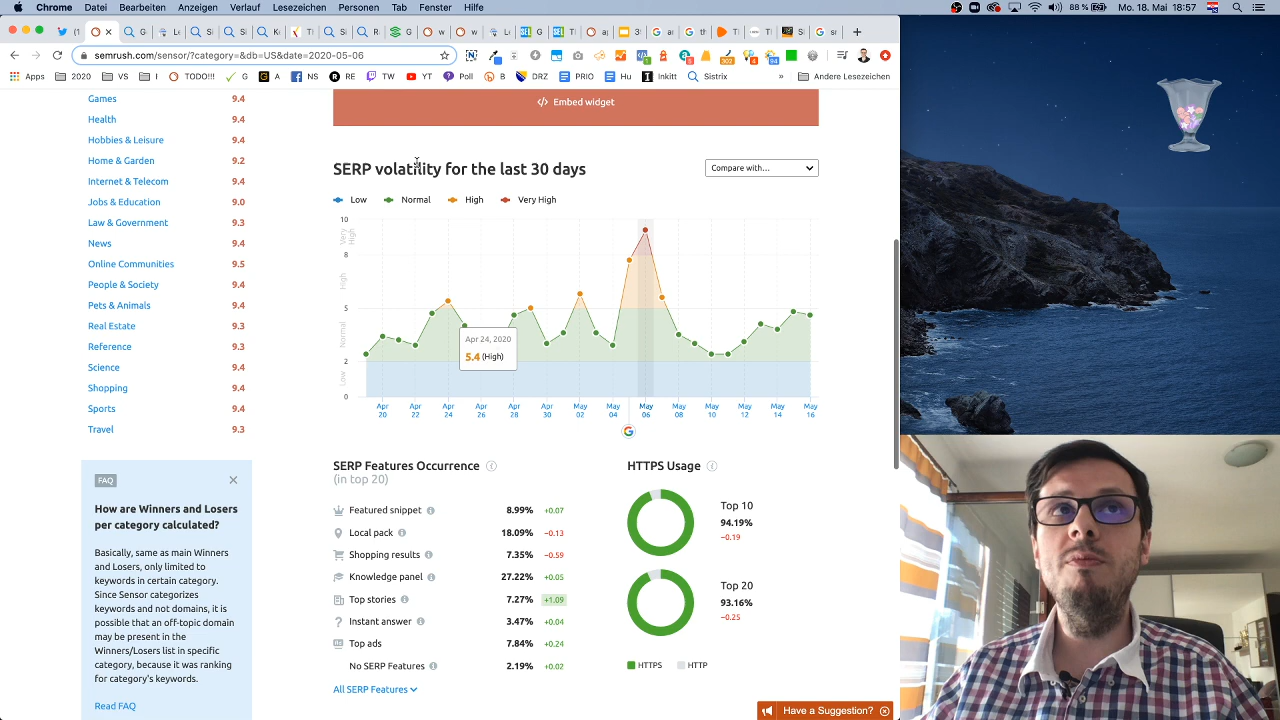 Chrome Datei Bearbeiten Anzeigen Verlauf Lesezeichen Personen Tab Fenster Hilfe
Mo. 18. Mai 18:57
semrush.com/sensor?category=&db=US&date=2020-05-06
Apps 2020 VS I TODO!!! G A NS RE TW YT Poll B DRZ PRIO Hu Inkitt Sistrix » Andere Lesezeichen
Games 9.4
Health 9.4
Hobbies & Leisure 9.4
Home & Garden 9.2
Internet & Telecom 9.4
Jobs & Education 9.0
Law & Government 9.3
News 9.4
Online Communities 9.5
People & Society 9.4
Pets & Animals 9.4
Real Estate 9.3
Reference 9.3
Science 9.4
Shopping 9.4
Sports 9.4
Travel 9.3
FAQ
How are Winners and Losers
per category calculated?
Basically, same as main Winners
and Losers, only limited to
keywords in certain category.
Since Sensor categorizes
keywords and not domains, it is
possible that an off-topic domain
may be present in the
Winners/Losers list in specific
category, because it was ranking
for category's keywords.
Read FAQ
Embed widget
SERP volatility for the last 30 days
Compare with...
Low Normal High Very High
10
Very High
8
High
5
Normal
2
Low
0
Apr 24, 2020
5.4 (High)
Apr 20 Apr 22 Apr 24 Apr 26 Apr 28 Apr 30 May 02 May 04 May 06 May 08 May 10 May 12 May 14 May 16
G
SERP Features Occurrence
(in top 20)
Featured snippet 8.99% +0.07
Local pack 18.09% −0.13
Shopping results 7.35% −0.59
Knowledge panel 27.22% +0.05
Top stories 7.27% +1.09
Instant answer 3.47% +0.04
Top ads 7.84% +0.24
No SERP Features 2.19% +0.02
All SERP Features
HTTPS Usage
Top 10
94.19%
−0.19
Top 20
93.16%
−0.25
HTTPS HTTP
Have a Suggestion?